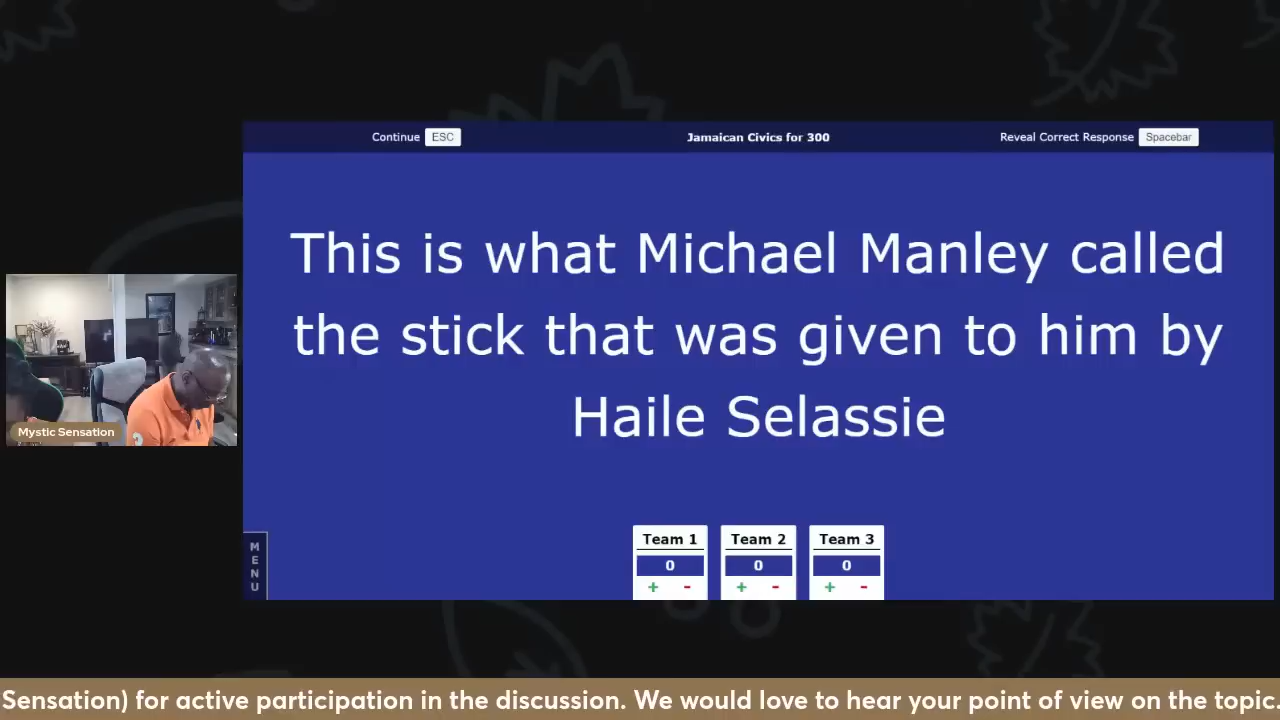 Continue ESC
Jamaican Civics for 300
Reveal Correct Response Spacebar
This is what Michael Manley called
the stick that was given to him by
Haile Selassie
Mystic Sensation
MENU
Team 1 Team 2 Team 3
0 0 0
+ - + - + -
Sensation) for active participation in the discussion. We would love to hear your point of view on the topic.